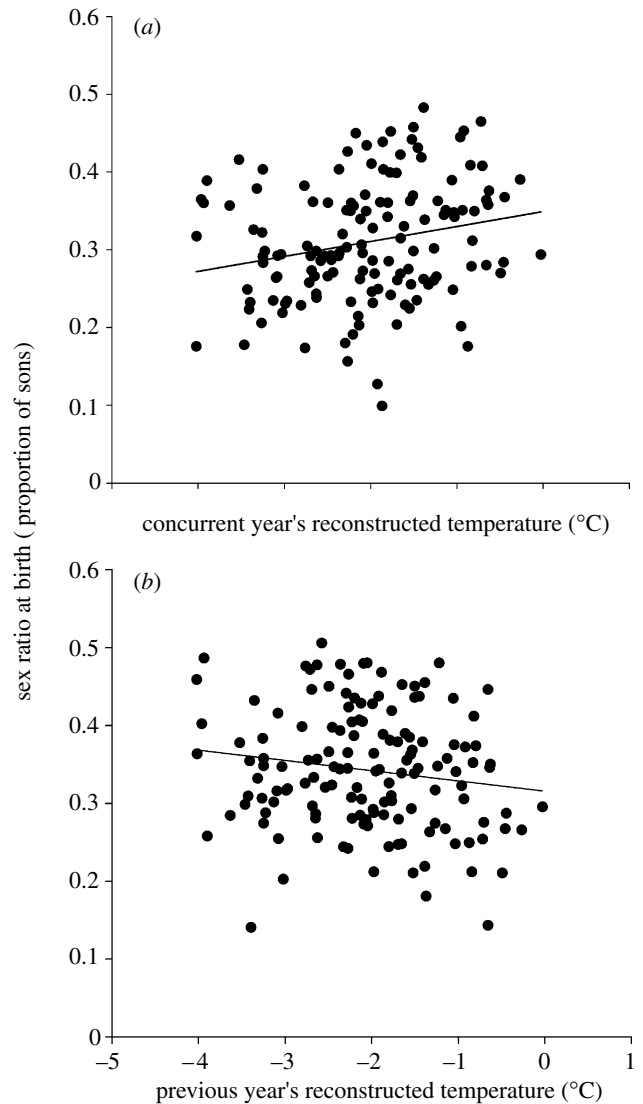 sex ratio at birth ( proportion of sons)
(a)
0.6
0.5
0.4
0.3
0.2
0.1
0
concurrent year's reconstructed temperature (°C)
(b)
0.6
0.5
0.4
0.3
0.2
0.1
0
−5 −4 −3 −2 −1 0 1
previous year's reconstructed temperature (°C)